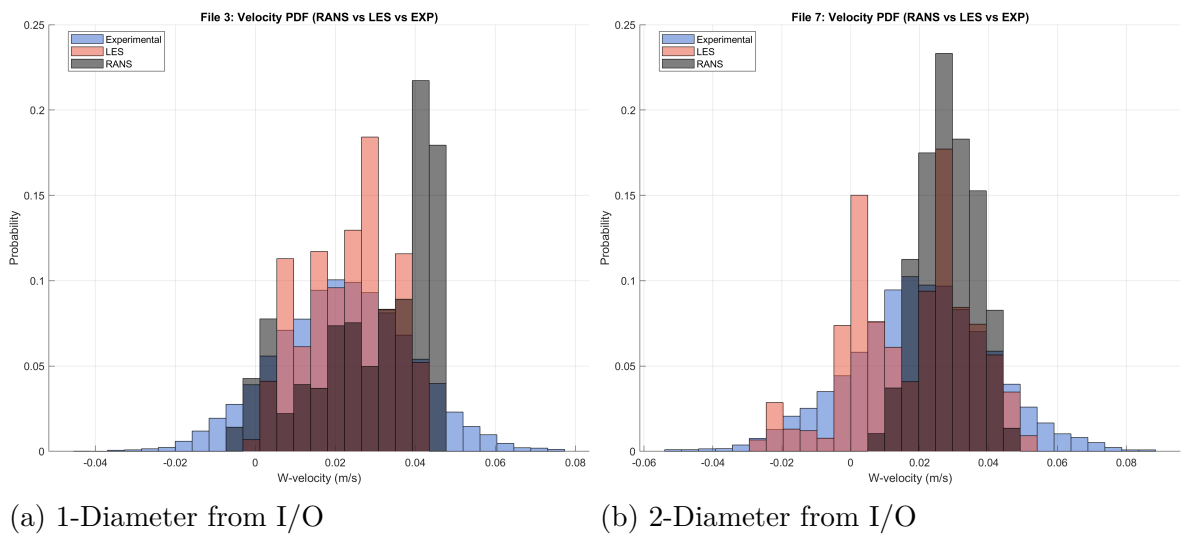 File 3: Velocity PDF (RANS vs LES vs EXP)
0.25
0.2
0.15
0.1
0.05
0
Probability
Experimental
LES
RANS
-0.04 -0.02 0 0.02 0.04 0.06 0.08
W-velocity (m/s)
(a) 1-Diameter from I/O
File 7: Velocity PDF (RANS vs LES vs EXP)
0.25
0.2
0.15
0.1
0.05
0
Probability
Experimental
LES
RANS
-0.06 -0.04 -0.02 0 0.02 0.04 0.06 0.08
W-velocity (m/s)
(b) 2-Diameter from I/O